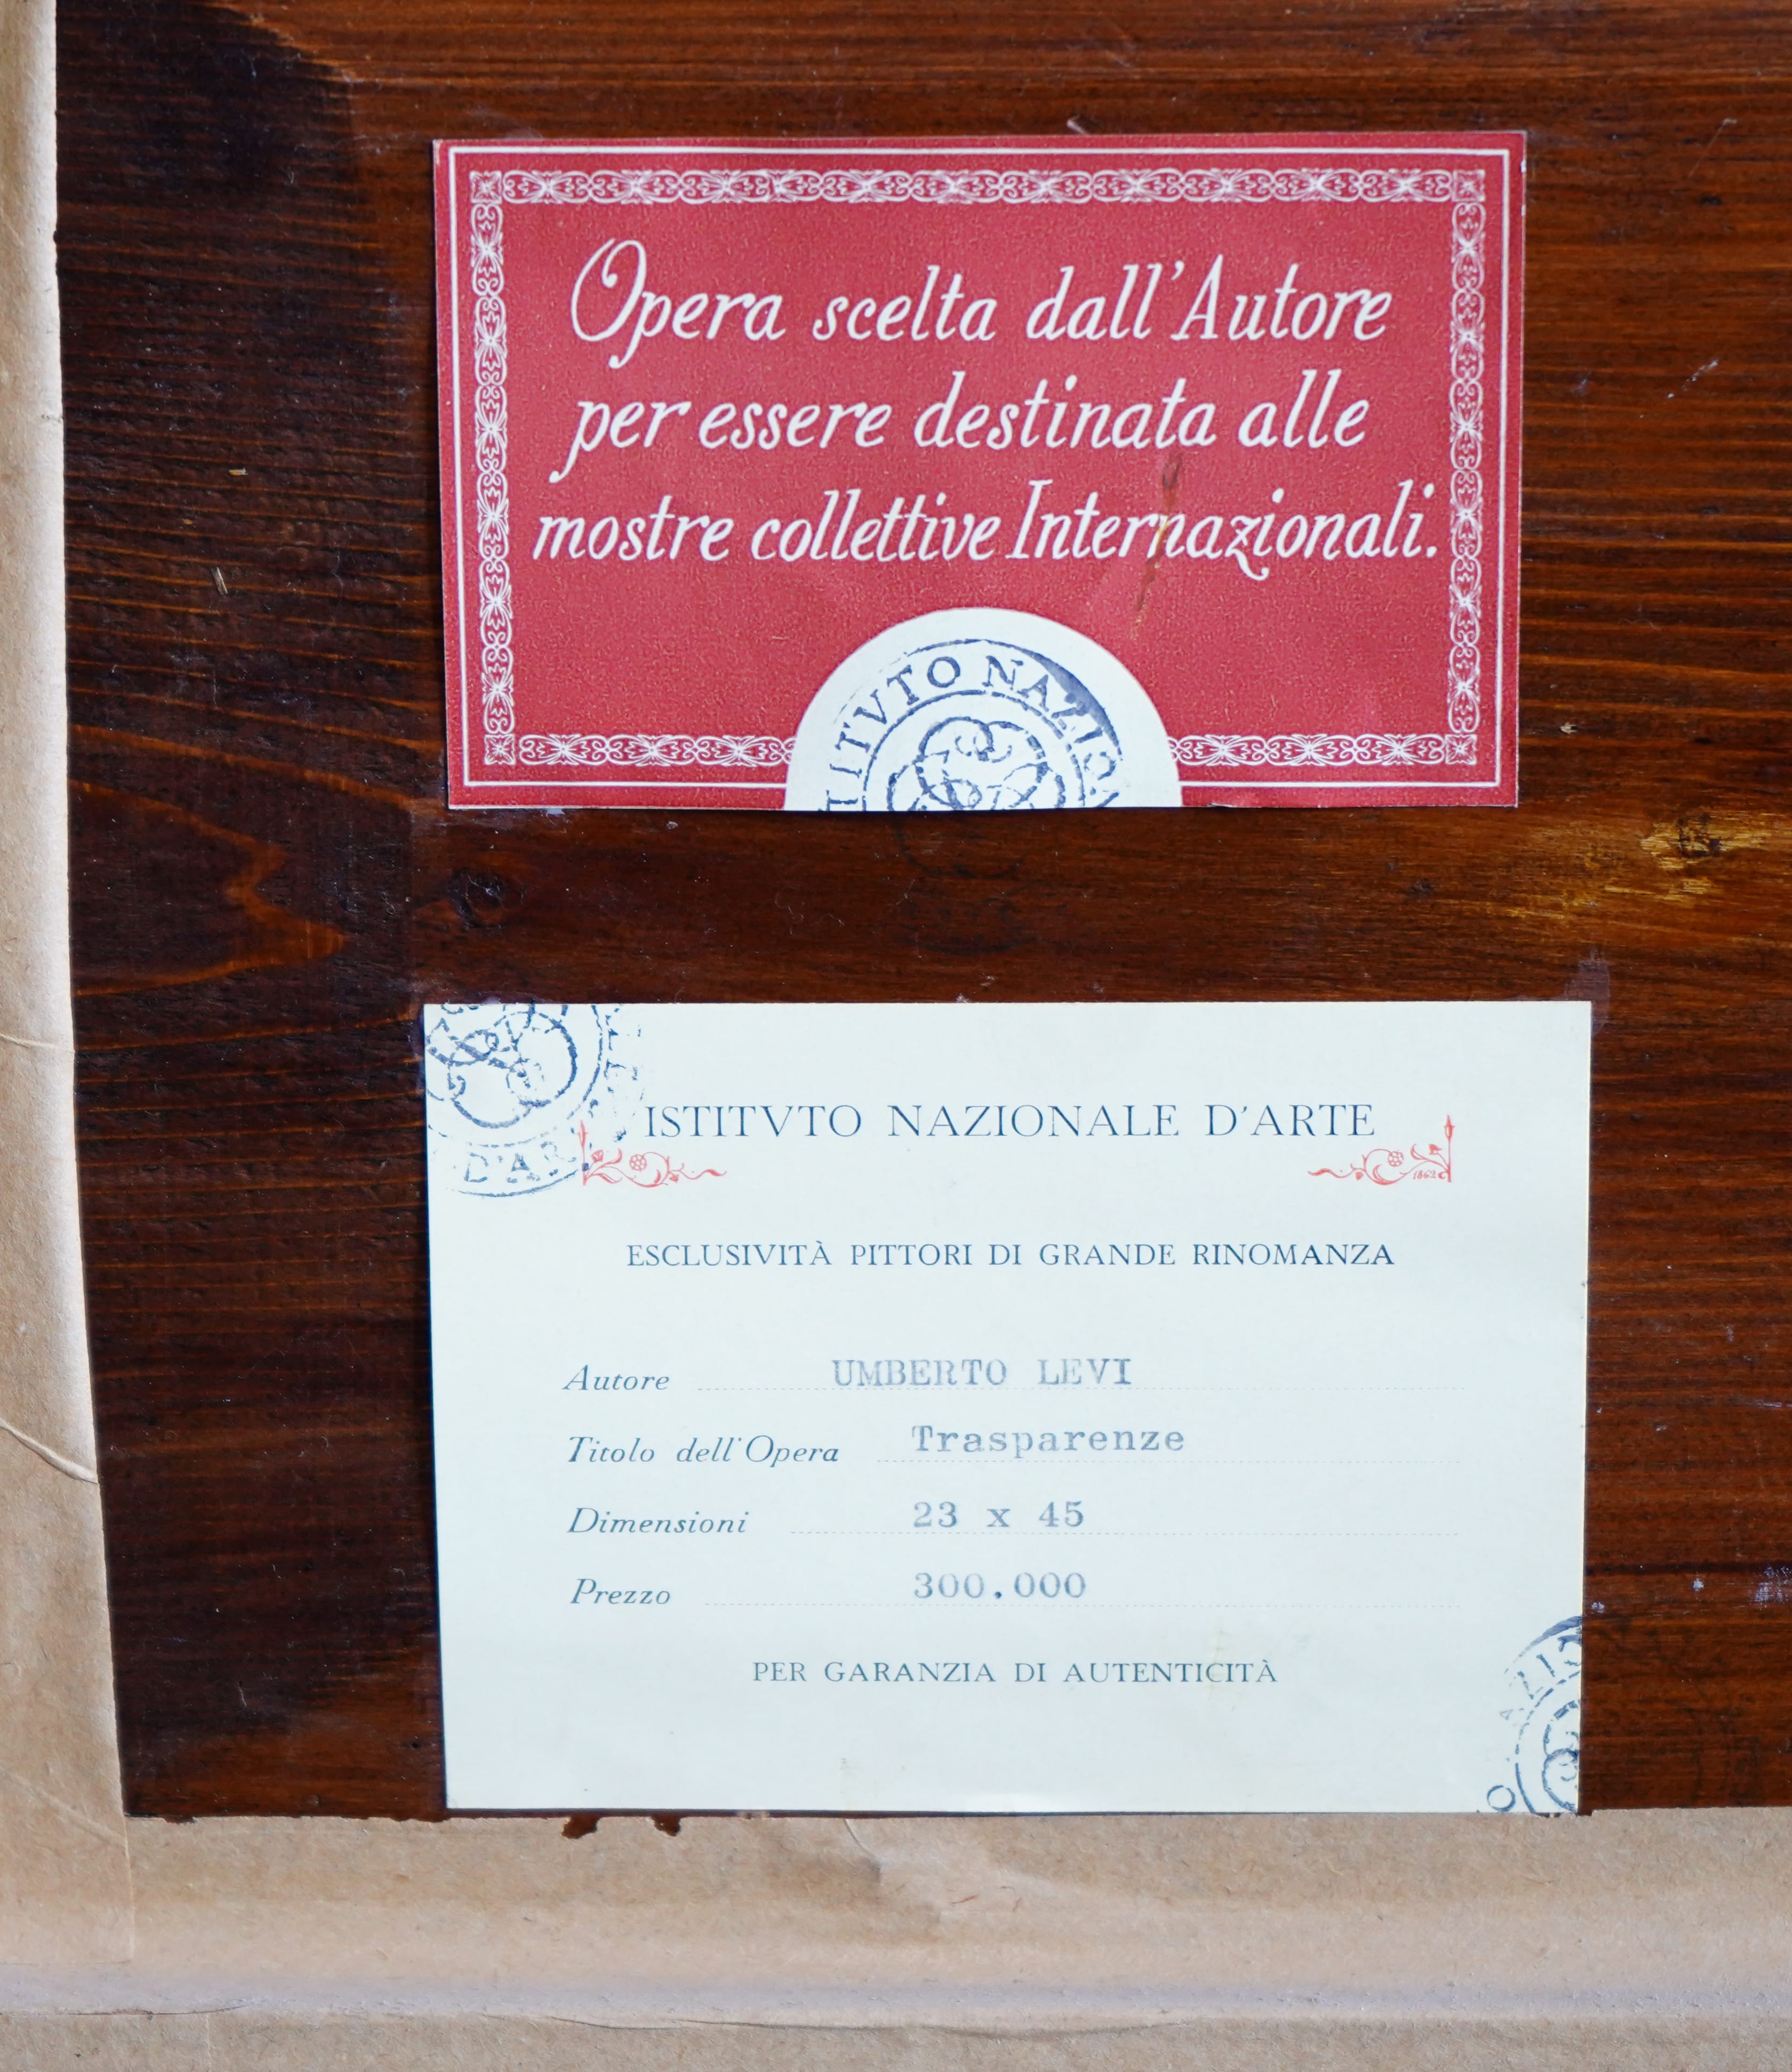 Opera scelta dall'Autore
per essere destinata alle
mostre collettive Internazionali.
ISTITVTO NAZIONALE D'ARTE
ESCLUSIVITÀ PITTORI DI GRANDE RINOMANZA
Autore UMBERTO LEVI
Titolo dell'Opera Trasparenze
Dimensioni 23 x 45
Prezzo 300.000
PER GARANZIA DI AUTENTICITÀ